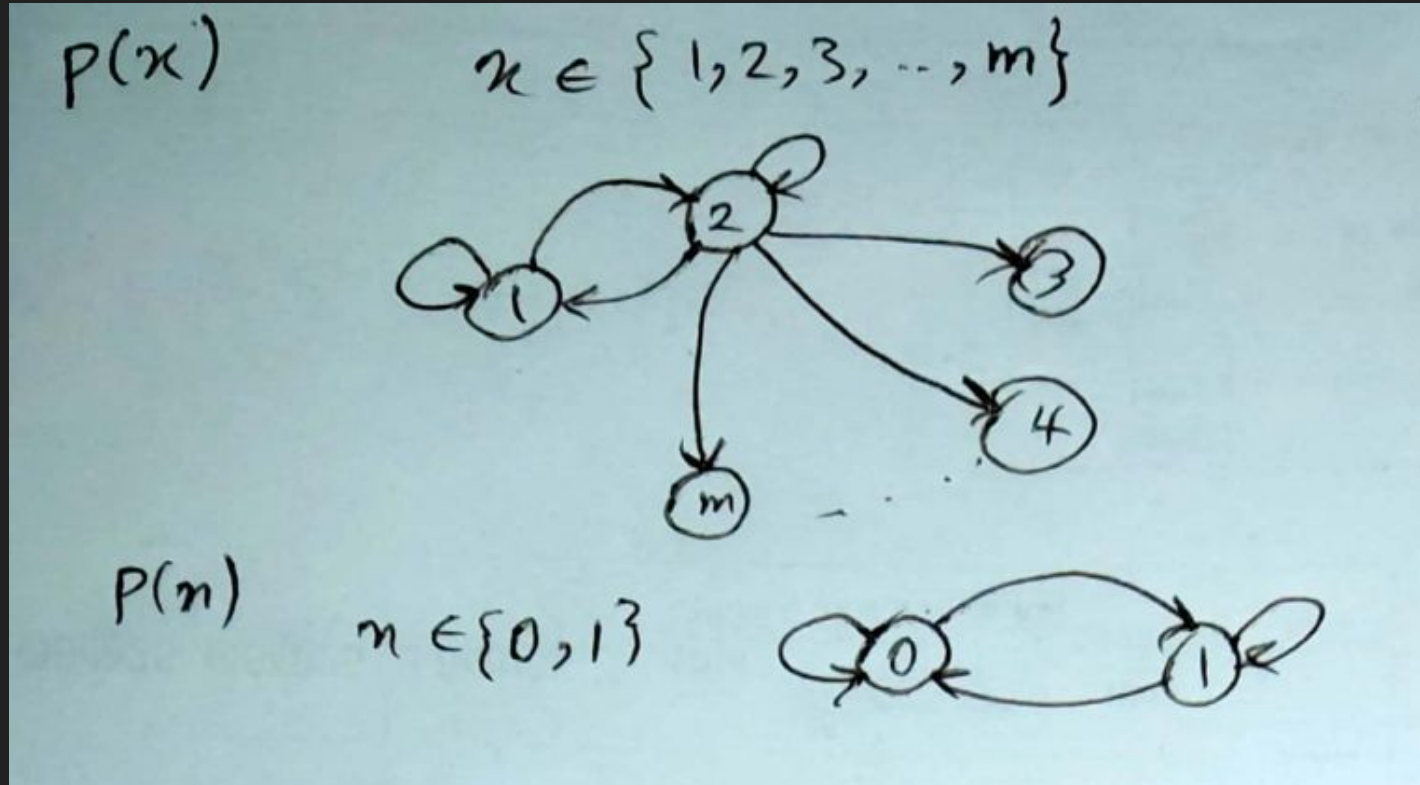 p(x) x ∈ { 1, 2, 3, .., m}
2
1
3
4
m
P(n) n ∈ {0, 1}
0 1